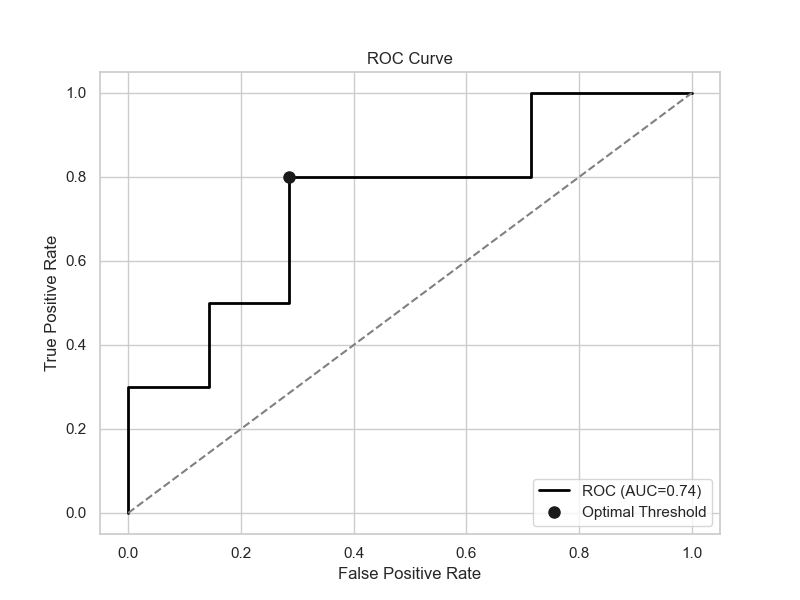 ROC Curve
True Positive Rate
1.0
0.8
0.6
0.4
0.2
0.0
0.0 0.2 0.4 0.6 0.8 1.0
False Positive Rate
ROC (AUC=0.74)
Optimal Threshold